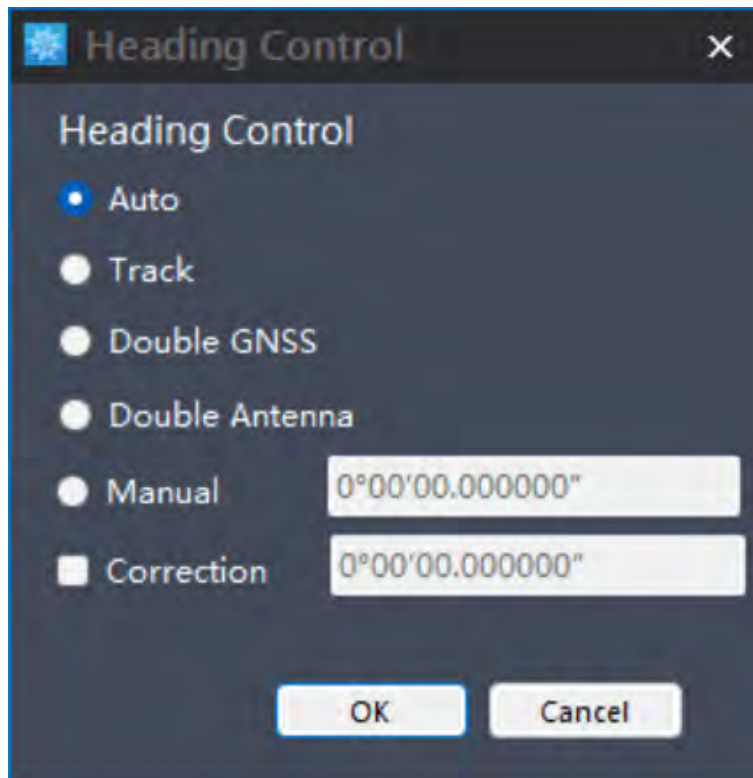 Heading Control
Heading Control
Auto
Track
Double GNSS
Double Antenna
Manual 0°00'00.000000"
Correction 0°00'00.000000"
OK Cancel